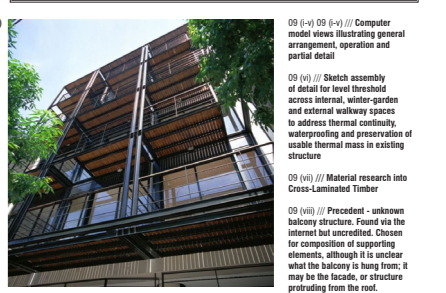 09 (i-v) 09 (i-v) /// Computer
model views illustrating general
arrangement, operation and
partial detail
09 (vi) /// Sketch assembly
of detail for level threshold
across internal, winter-garden
and external walkway spaces
to address thermal continuity,
waterproofing and preservation of
usable thermal mass in existing
structure
09 (vii) /// Material research into
Cross-Laminated Timber
09 (viii) /// Precedent - unknown
balcony structure. Found via the
internet but uncredited. Chosen
for composition of supporting
elements, although it is unclear
what the balcony is hung from; it
may be the facade, or structure
protruding from the roof.